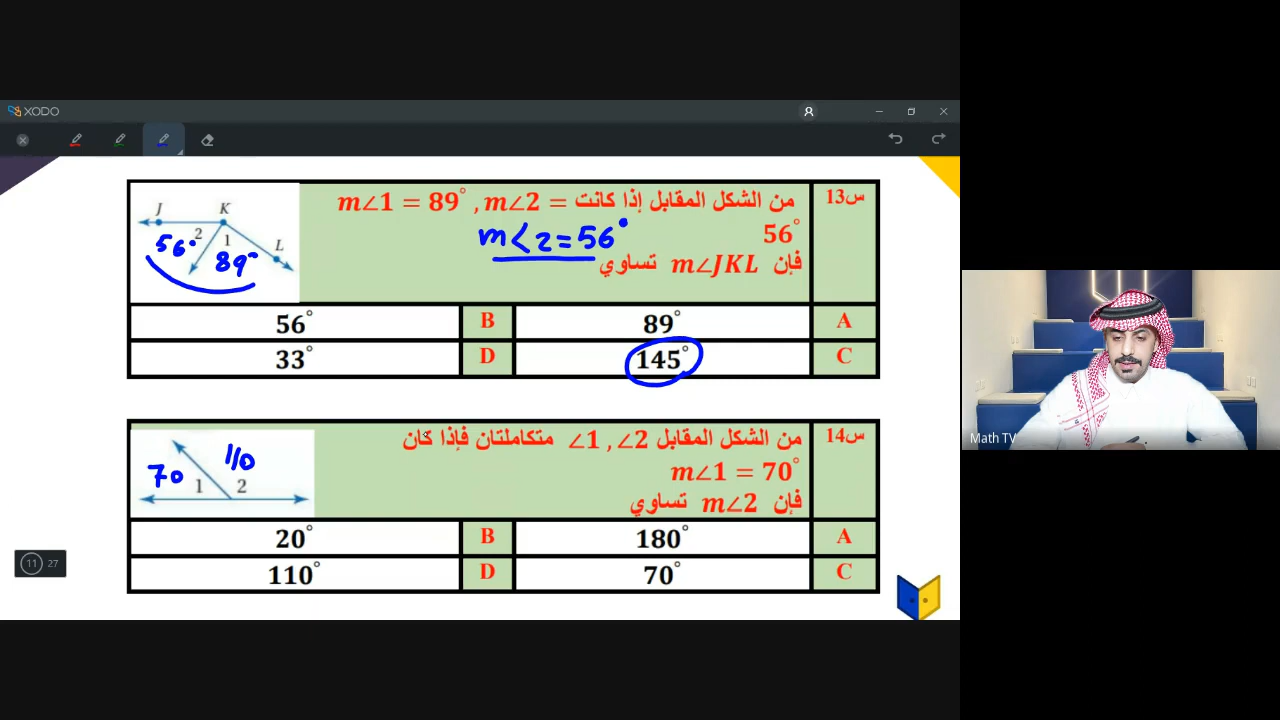 XODO
س13
من الشكل المقابل إذا كانت m∠1 = 89° , m∠2 =
56°
m<2=56°
فإن m∠JKL تساوي
J K L
2 1
56° 89°
A 89° B 56°
C 145° D 33°
س14
من الشكل المقابل ∠1 , ∠2 متكاملتان فإذا كان
m∠1 = 70°
فإن m∠2 تساوي
70 110
1 2
A 180° B 20°
C 70° D 110°
11 27
Math TV